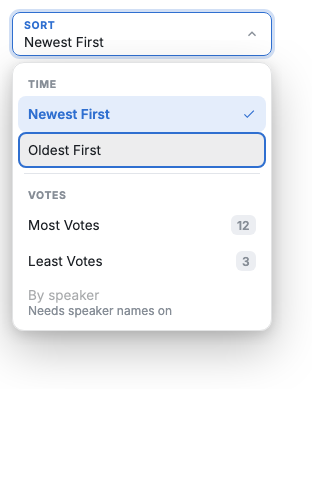 SORT
Newest First
TIME
Newest First
Oldest First
VOTES
Most Votes 12
Least Votes 3
By speaker
Needs speaker names on